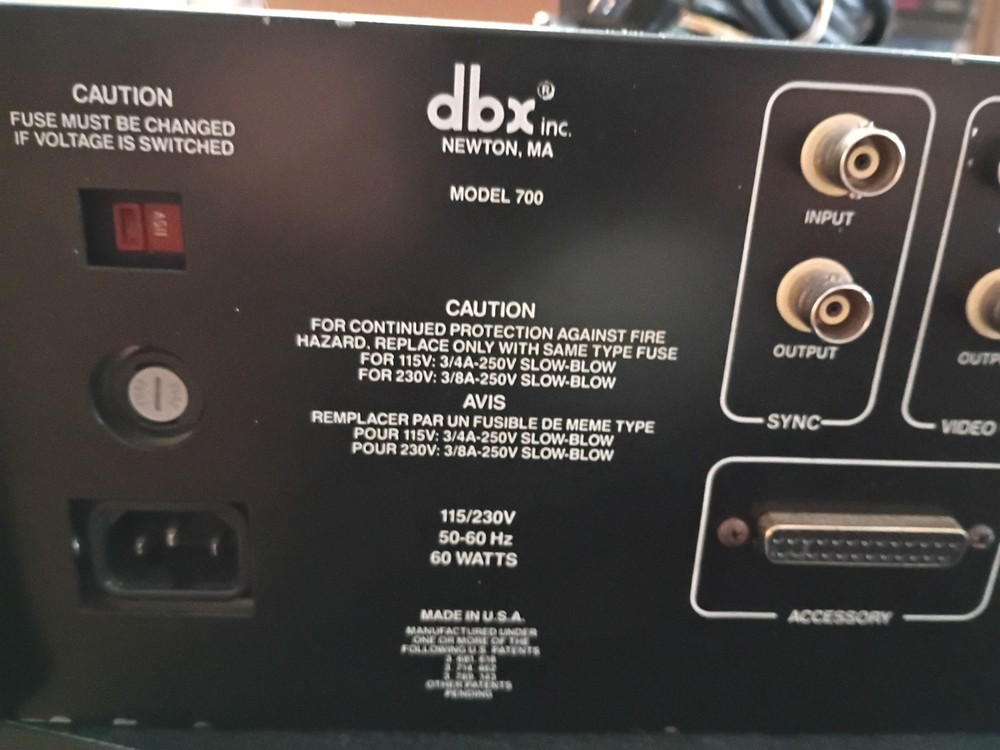 CAUTION
FUSE MUST BE CHANGED
IF VOLTAGE IS SWITCHED
115V
dbx®inc.
NEWTON, MA
MODEL 700
CAUTION
FOR CONTINUED PROTECTION AGAINST FIRE
HAZARD, REPLACE ONLY WITH SAME TYPE FUSE
FOR 115V: 3/4A-250V SLOW-BLOW
FOR 230V: 3/8A-250V SLOW-BLOW
AVIS
REMPLACER PAR UN FUSIBLE DE MEME TYPE
POUR 115V: 3/4A-250V SLOW-BLOW
POUR 230V: 3/8A-250V SLOW-BLOW
115/230V
50-60 Hz
60 WATTS
MADE IN U.S.A.
MANUFACTURED UNDER
ONE OR MORE OF THE
FOLLOWING U.S. PATENTS
OTHER PATENTS
PENDING
INPUT
OUTPUT
SYNC
VIDEO
ACCESSORY